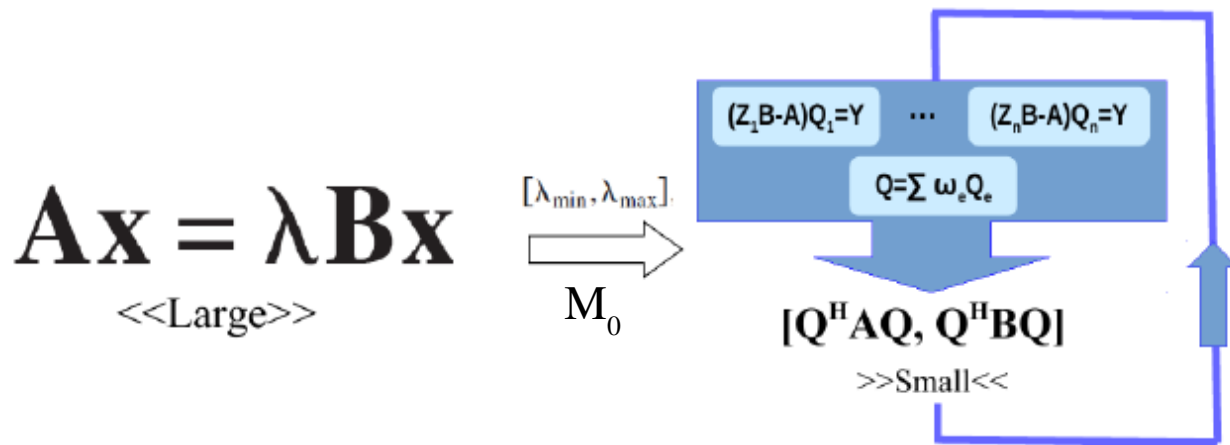 Ax = λBx
<<Large>>
[λmin, λmax].
M₀
(Z₁B-A)Q₁=Y ... (ZₙB-A)Qₙ=Y
Q=∑ ωₑQₑ
[QᴴAQ, QᴴBQ]
>>Small<<